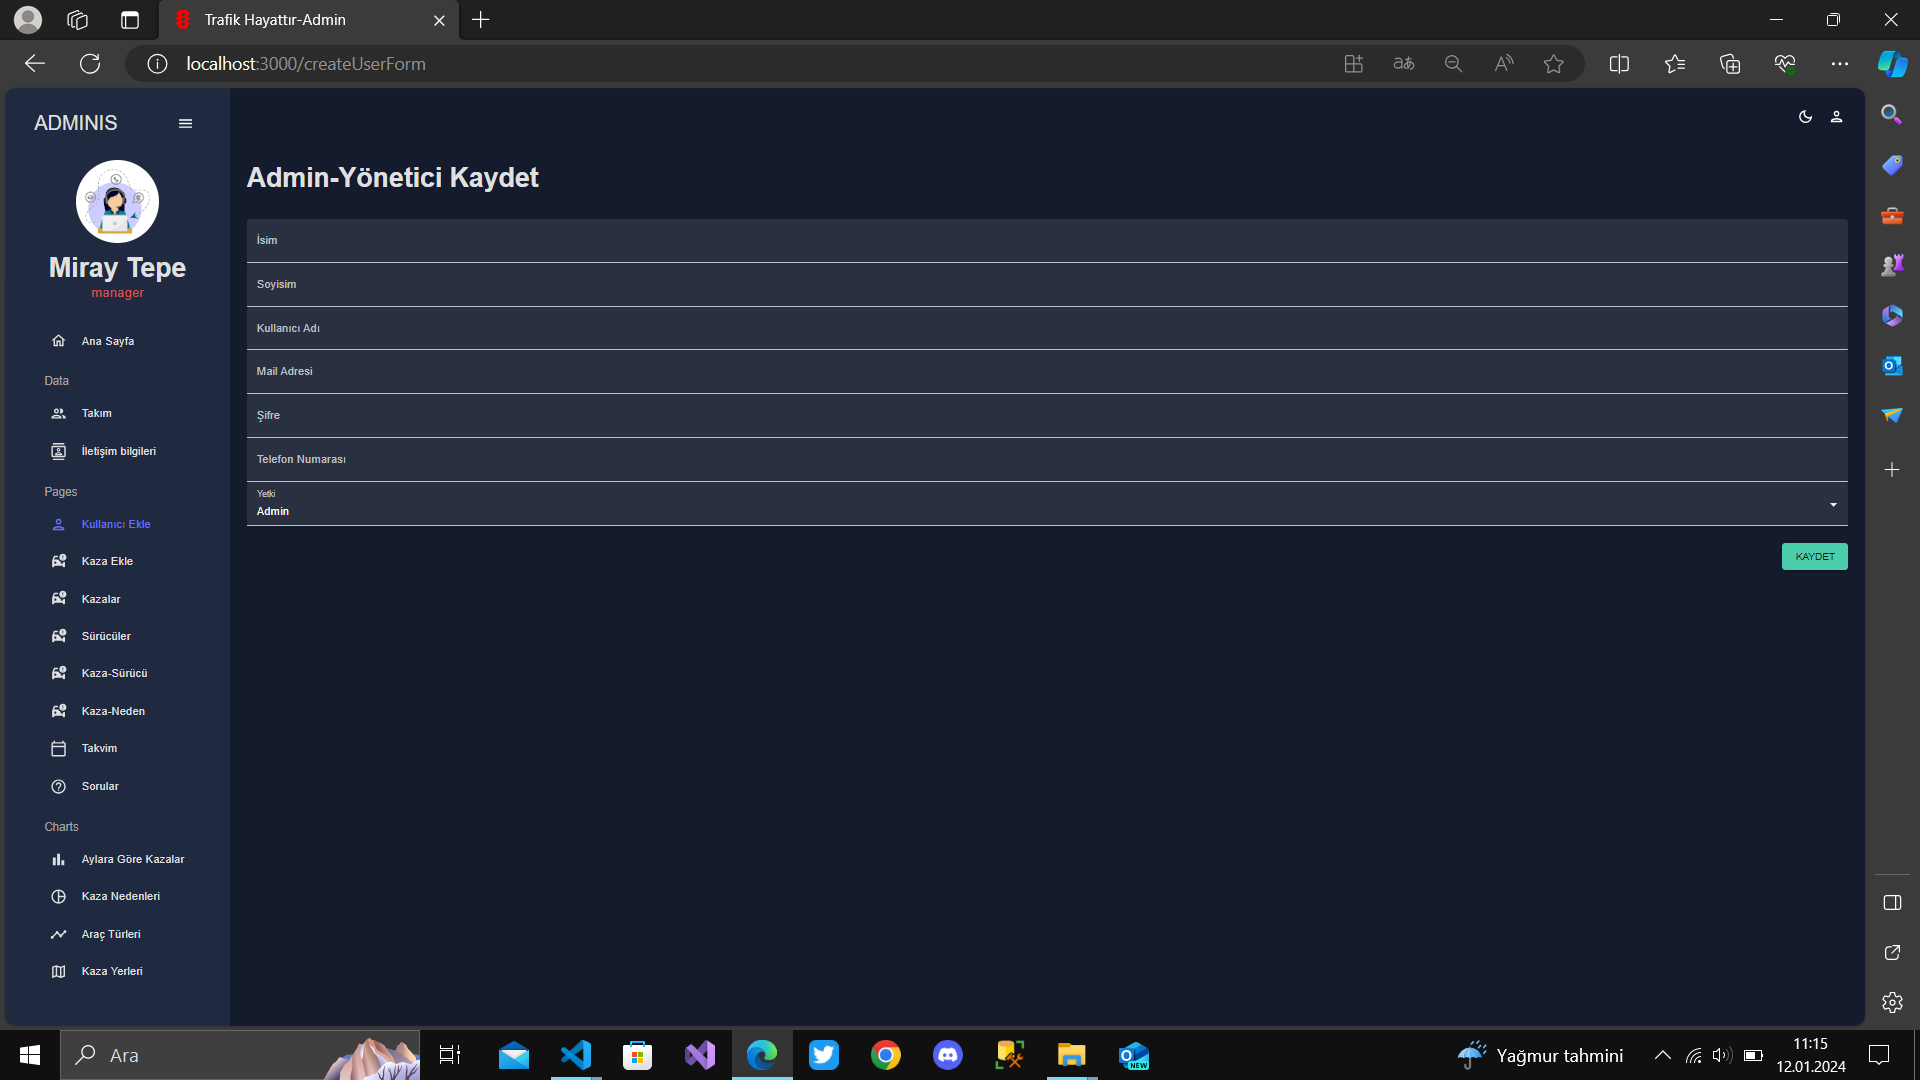 Trafik Hayattır-Admin
localhost:3000/createUserForm
ADMINIS
Miray Tepe
manager
Ana Sayfa
Data
Takım
İletişim bilgileri
Pages
Kullanıcı Ekle
Kaza Ekle
Kazalar
Sürücüler
Kaza-Sürücü
Kaza-Neden
Takvim
Sorular
Charts
Aylara Göre Kazalar
Kaza Nedenleri
Araç Türleri
Kaza Yerleri
Admin-Yönetici Kaydet
İsim
Soyisim
Kullanıcı Adı
Mail Adresi
Şifre
Telefon Numarası
Yetki
Admin
KAYDET
Ara
NEW
Yağmur tahmini
11:15
12.01.2024